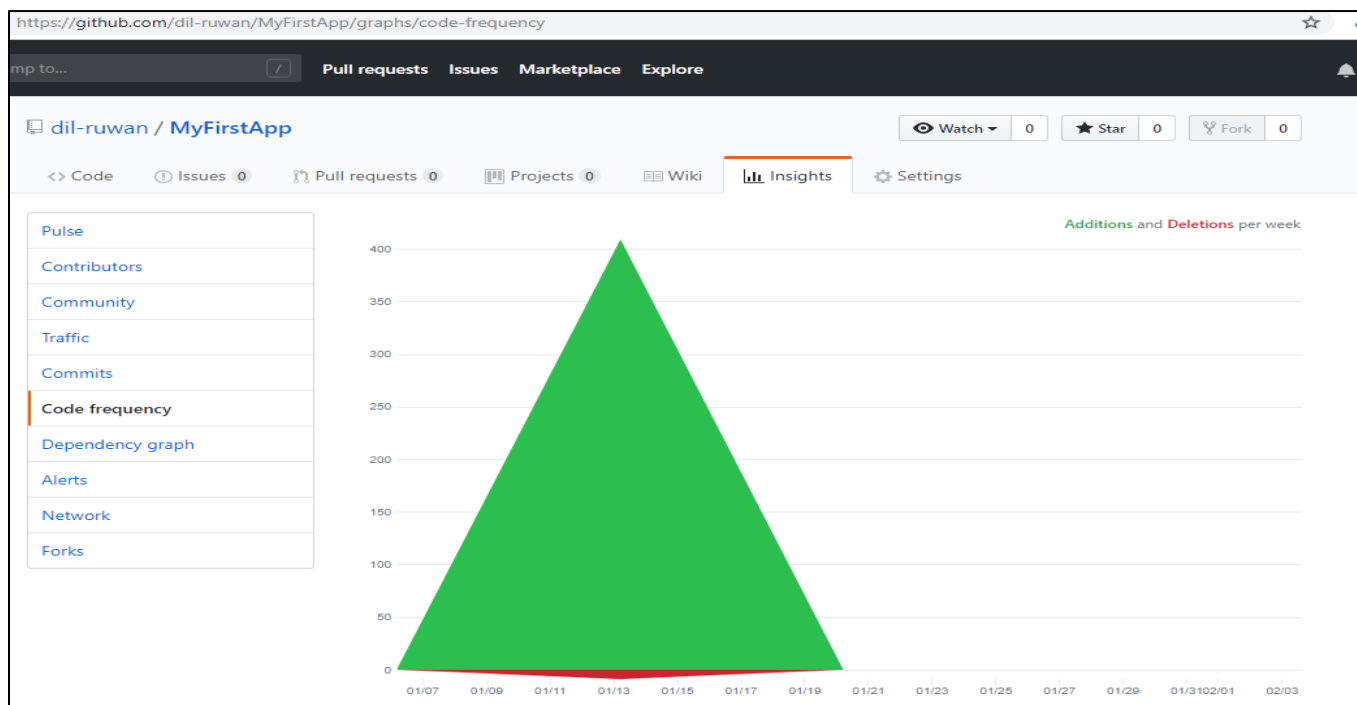 https://github.com/dil-ruwan/MyFirstApp/graphs/code-frequency
mp to... / Pull requests Issues Marketplace Explore
dil-ruwan / MyFirstApp Watch 0 Star 0 Fork 0
<> Code Issues 0 Pull requests 0 Projects 0 Wiki Insights Settings
Pulse
Contributors
Community
Traffic
Commits
Code frequency
Dependency graph
Alerts
Network
Forks
Additions and Deletions per week
400
350
300
250
200
150
100
50
0
01/07 01/09 01/11 01/13 01/15 01/17 01/19 01/21 01/23 01/25 01/27 01/29 01/3102/01 02/03